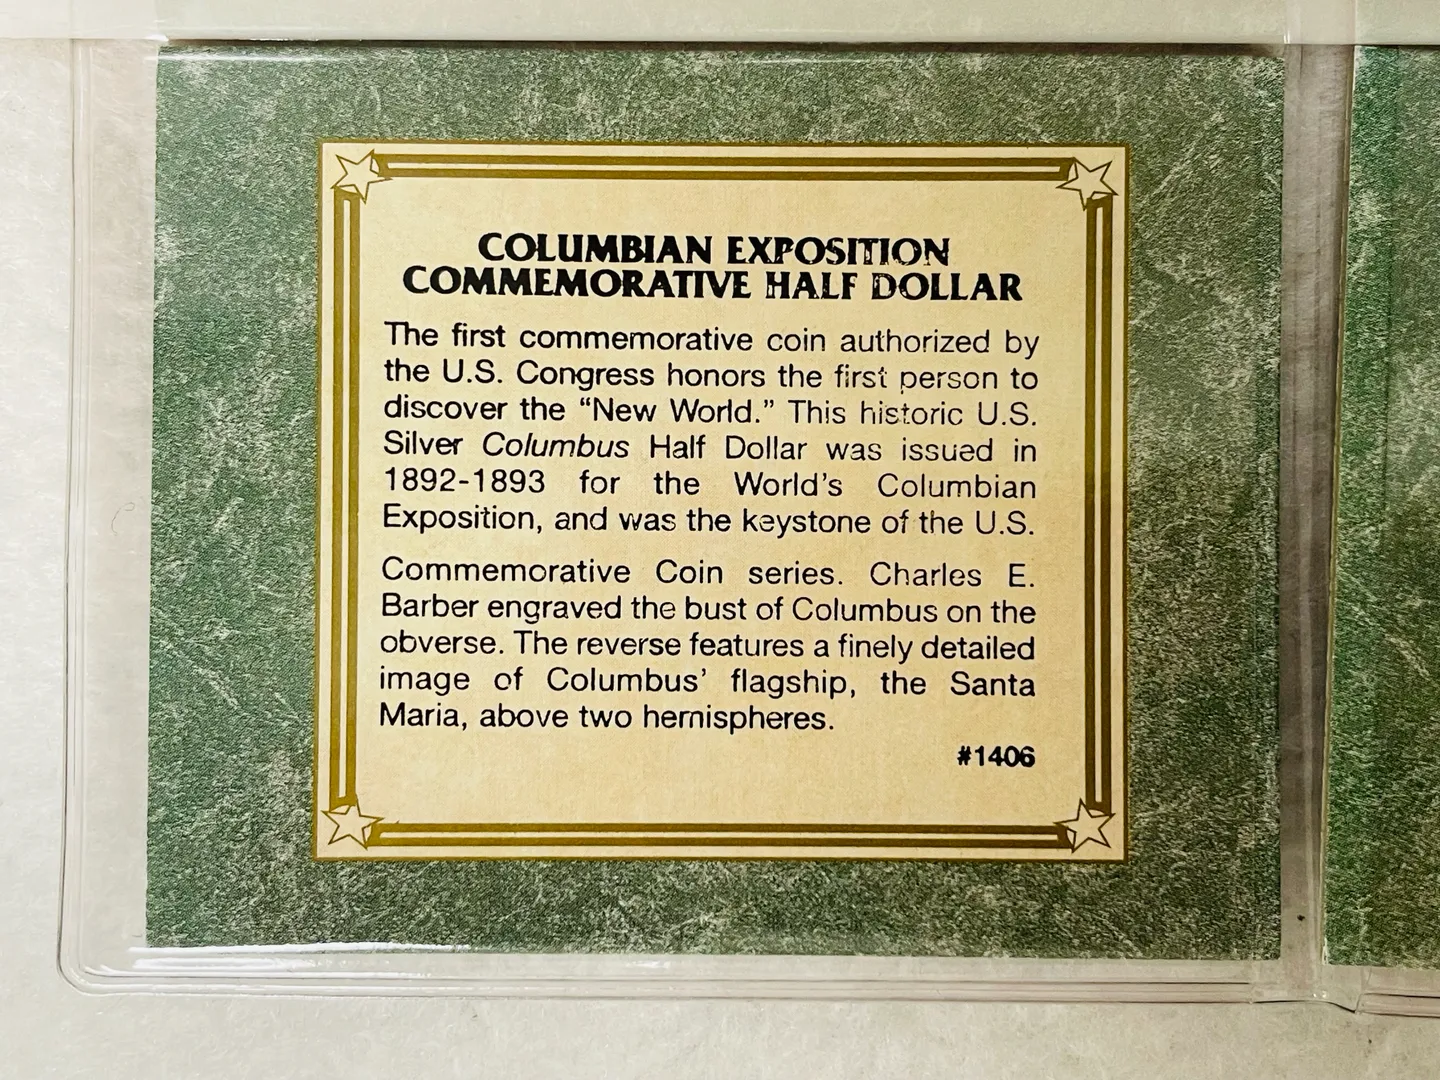 COLUMBIAN EXPOSITION
COMMEMORATIVE HALF DOLLAR
The first commemorative coin authorized by
the U.S. Congress honors the first person to
discover the “New World.” This historic U.S.
Silver Columbus Half Dollar was issued in
1892-1893 for the World's Columbian
Exposition, and was the keystone of the U.S.
Commemorative Coin series. Charles E.
Barber engraved the bust of Columbus on the
obverse. The reverse features a finely detailed
image of Columbus' flagship, the Santa
Maria, above two hemispheres.
#1406